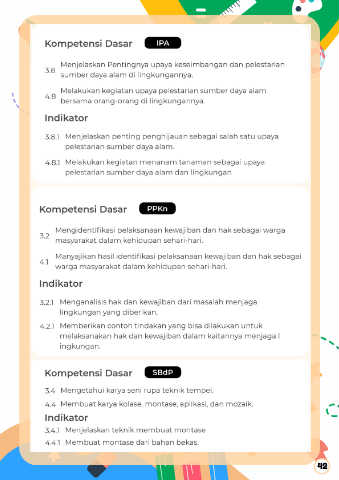 Kompetensi Dasar IPA
3.8 Menjelaskan Pentingnya upaya keseimbangan dan pelestarian
sumber daya alam di lingkungannya.
4.8 Melakukan kegiatan upaya pelestarian sumber daya alam
bersama orang-orang di lingkungannya.
Indikator
3.8.1 Menjelaskan penting penghijauan sebagai salah satu upaya
pelestarian sumber daya alam.
4.8.1 Melakukan kegiatan menanam tanaman sebagai upaya
pelestarian sumber daya alam dan lingkungan
Kompetensi Dasar PPKn
3.2 Mengidentifikasi pelaksanaan kewajiban dan hak sebagai warga
masyarakat dalam kehidupan sehari-hari.
4.1 Manyajikan hasil identifikasi pelaksanaan kewajiban dan hak sebagai
warga masyarakat dalam kehidupan sehari-hari.
Indikator
3.2.1 Menganalisis hak dan kewajiban dari masalah menjaga
lingkungan yang diberikan.
4.2.1 Memberikan contoh tindakan yang bisa dilakukan untuk
melaksanakan hak dan kewajiban dalam kaitannya menjaga l
ingkungan.
Kompetensi Dasar SBdP
3.4 Mengetahui karya seni rupa teknik tempel.
4.4 Membuat karya kolase, montase, aplikasi, dan mozaik.
Indikator
3.4.1 Menjelaskan teknik membuat montase
4.4.1 Membuat montase dari bahan bekas.
42